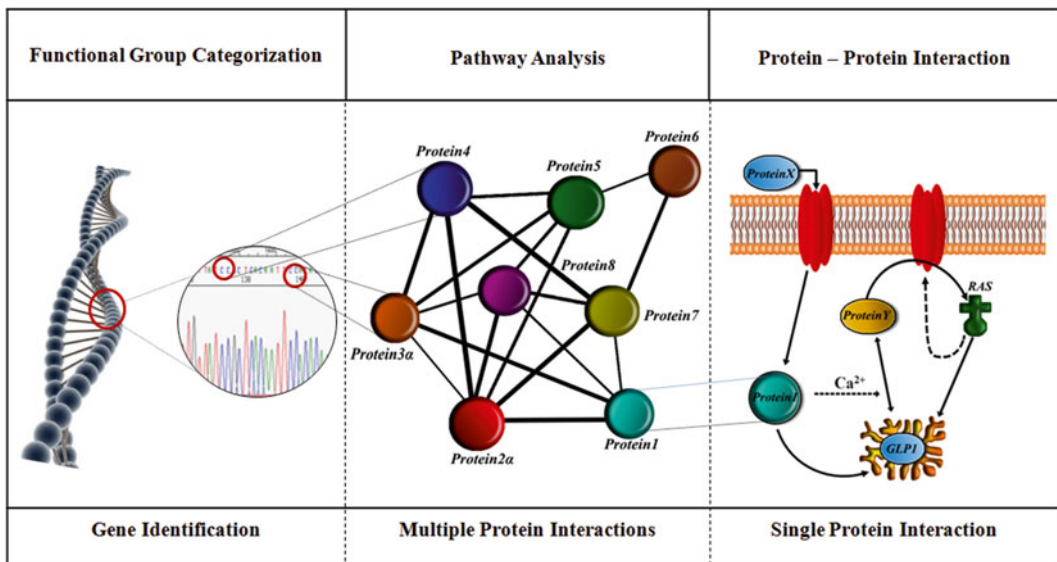 Functional Group Categorization
Pathway Analysis
Protein – Protein Interaction
Protein4
Protein5
Protein6
Protein8
Protein7
Protein3α
Protein2α
Protein1
130
ProteinX
ProteinY
RAS
Protein1
Ca²⁺
GLP1
Gene Identification
Multiple Protein Interactions
Single Protein Interaction